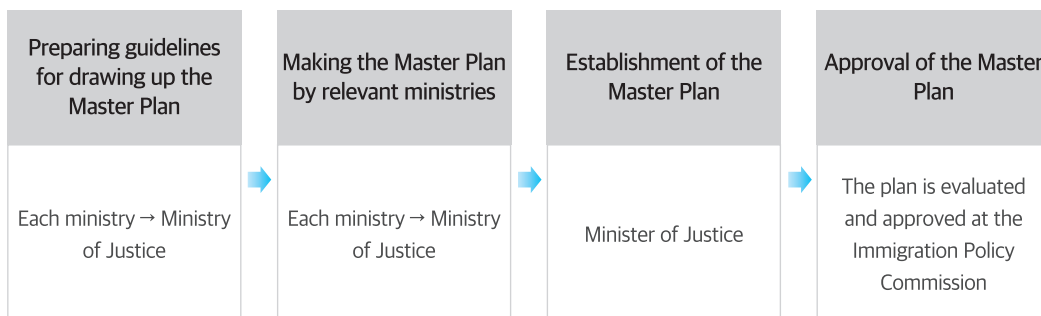 Preparing guidelines
for drawing up the
Master Plan
Each ministry → Ministry
of Justice
Making the Master Plan
by relevant ministries
Each ministry → Ministry
of Justice
Establishment of the
Master Plan
Minister of Justice
Approval of the Master
Plan
The plan is evaluated
and approved at the
Immigration Policy
Commission